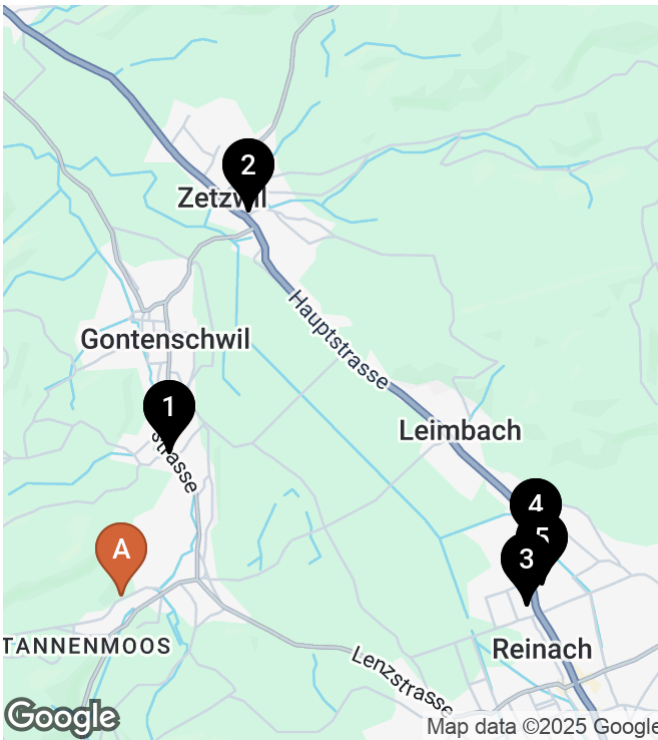 2
Zetzwil
Hauptstrasse
Gontenschwil
1
strasse
Leimbach
4
5
3
A
TANNENMOOS
Reinach
Lenzstrasse
Google
Map data ©2025 Google